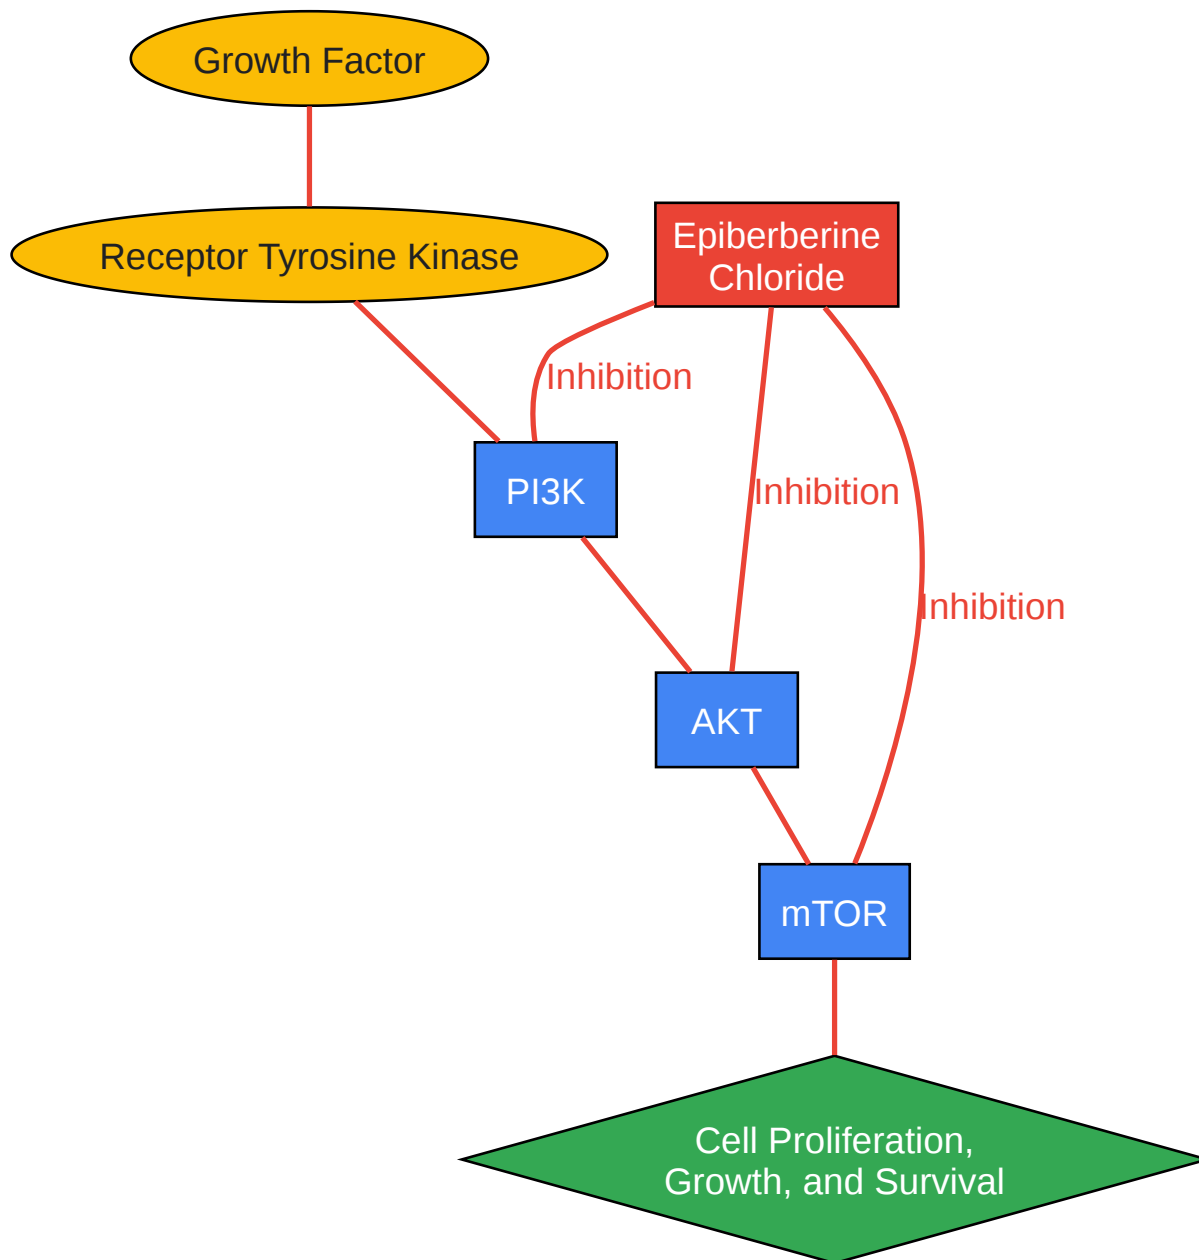 Growth Factor
Receptor Tyrosine Kinase
Epiberberine
Chloride
Inhibition
PI3K
Inhibition
Inhibition
AKT
mTOR
Cell Proliferation,
Growth, and Survival